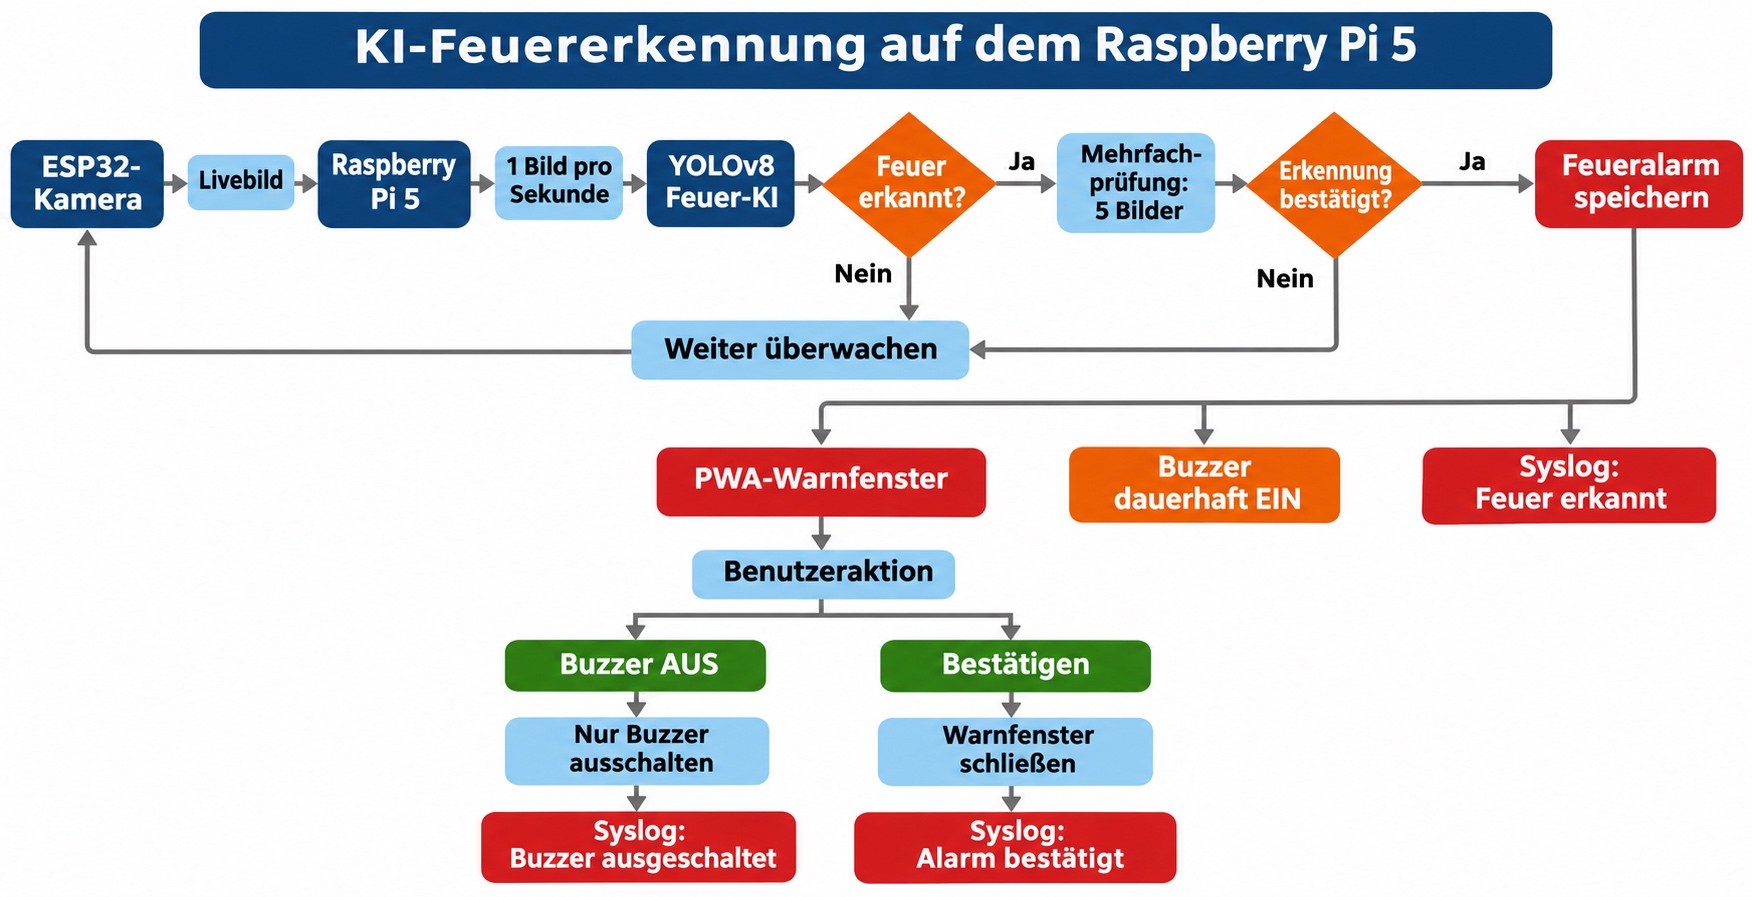 KI-Feuererkennung auf dem Raspberry Pi 5
ESP32-
Kamera
Livebild
Raspberry
Pi 5
1 Bild pro
Sekunde
YOLOv8
Feuer-KI
Feuer
erkannt?
Ja
Mehrfach-
prüfung:
5 Bilder
Erkennung
bestätigt?
Ja
Feueralarm
speichern
Nein
Nein
Weiter überwachen
PWA-Warnfenster
Buzzer
dauerhaft EIN
Syslog:
Feuer erkannt
Benutzeraktion
Buzzer AUS
Bestätigen
Nur Buzzer
ausschalten
Warnfenster
schließen
Syslog:
Buzzer ausgeschaltet
Syslog:
Alarm bestätigt